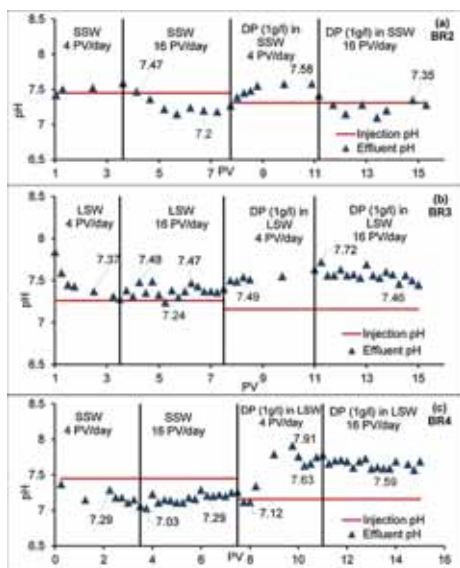 (a)
BR2
SSW
4 PV/day
SSW
16 PV/day
DP (1g/l) in
SSW
4 PV/day
DP (1g/l) in SSW
16 PV/day
8
7.5
7
6.5
pH
7.47
7.2
7.58
7.35
Injection pH
Effluent pH
1
3
5
7
PV
9
11
13
15
(b)
BR3
LSW
4 PV/day
LSW
16 PV/day
DP (1g/l) in
LSW
4 PV/day
DP (1g/l) in
LSW
16 PV/day
8.5
8
7.5
7
6.5
pH
7.37
7.48
7.47
7.24
7.49
7.72
7.46
Injection pH
Effluent pH
1
3
5
7
9
11
13
15
PV
(c)
BR4
SSW
4 PV/day
SSW
16 PV/day
DP (1g/l) in LSW
4 PV/day
DP (1g/l) in LSW
16 PV/day
8.5
8
7.5
7
6.5
pH
7.29
7.03
7.29
7.12
7.91
7.63
7.59
Injection pH
Effluent pH
0
2
4
6
8
10
12
14
16
PV